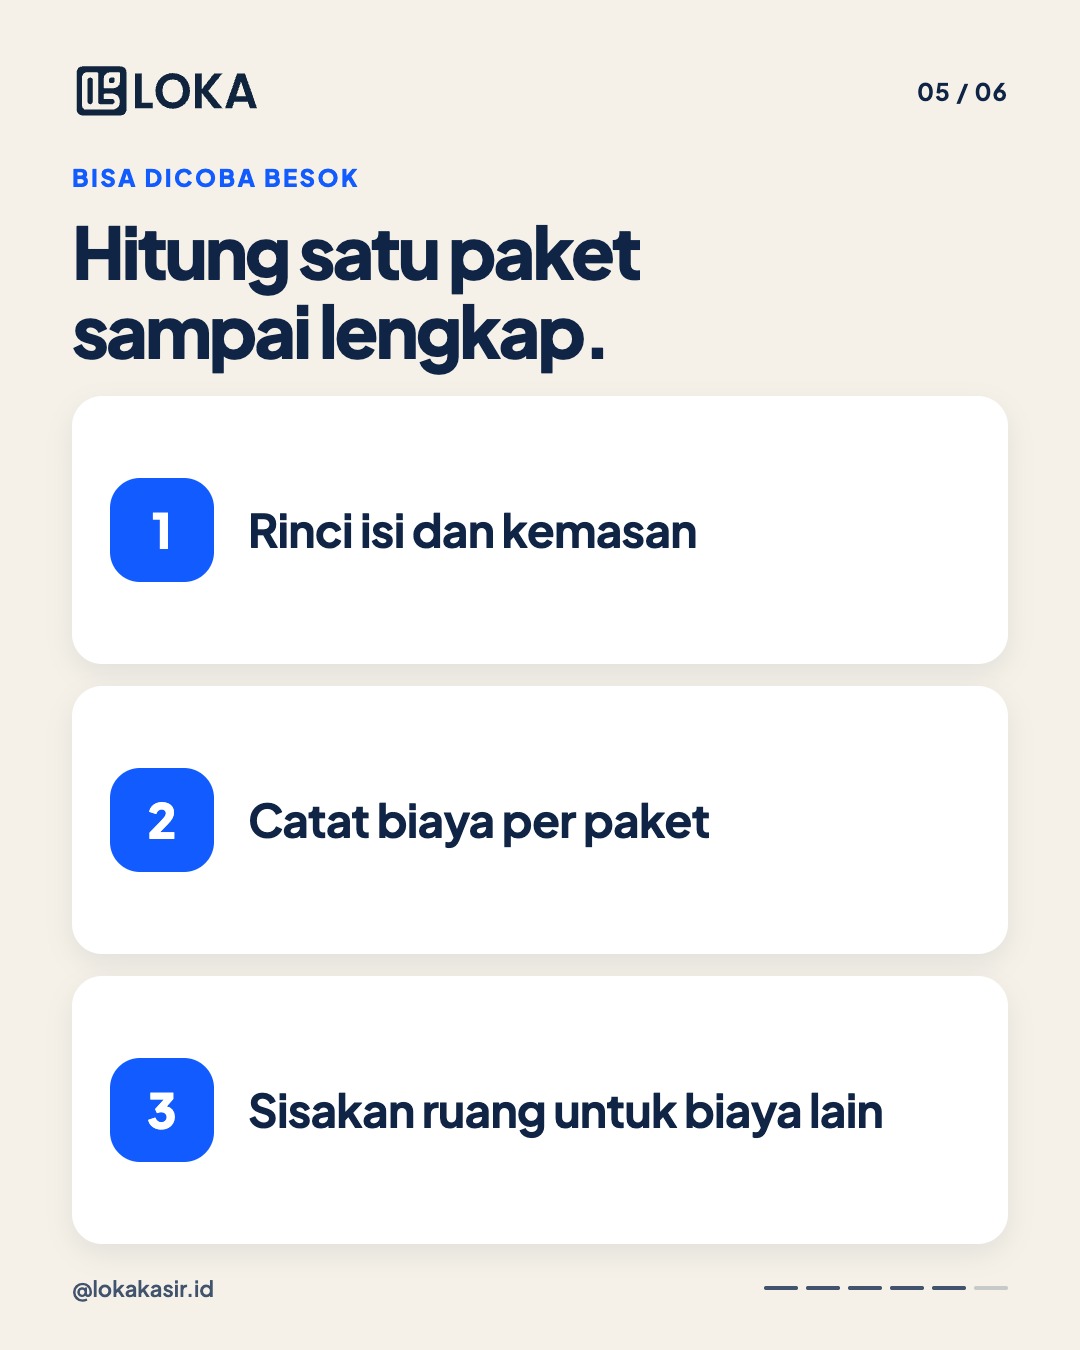 LOKA
05 / 06
BISA DICOBA BESOK
Hitung satu paket
sampai lengkap.
1
Rinci isi dan kemasan
2
Catat biaya per paket
3
Sisakan ruang untuk biaya lain
@lokakasir.id